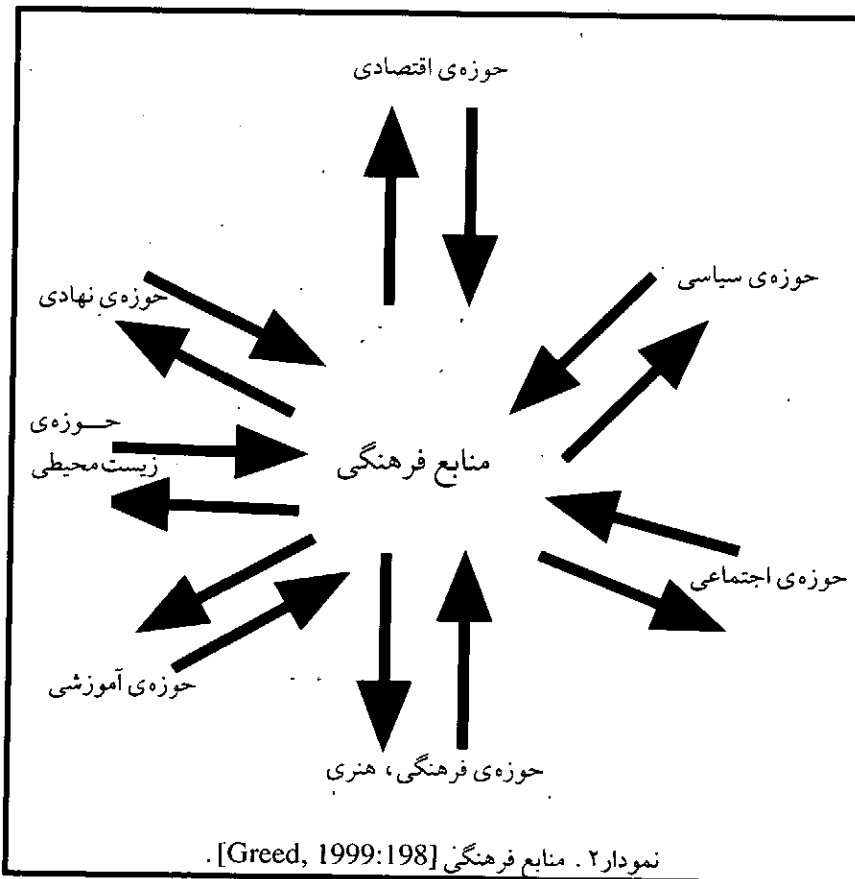 حوزه‌ی اقتصادی
حوزه‌ی سیاسی
حوزه‌ی نهادی
حـــوزه‌ی
زیست‌محیطی
منابع فرهنگی
حوزه‌ی اجتماعی
حوزه‌ی آموزشی
حوزه‌ی فرهنگی، هنری
نمودار۲. منابع فرهنگی [Greed, 1999:198].